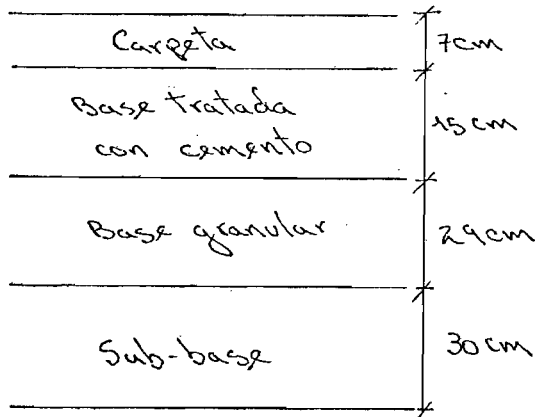 Carpeta 7cm
Base tratada
con cemento
15 cm
Base granular 29cm
Sub-base 30 cm